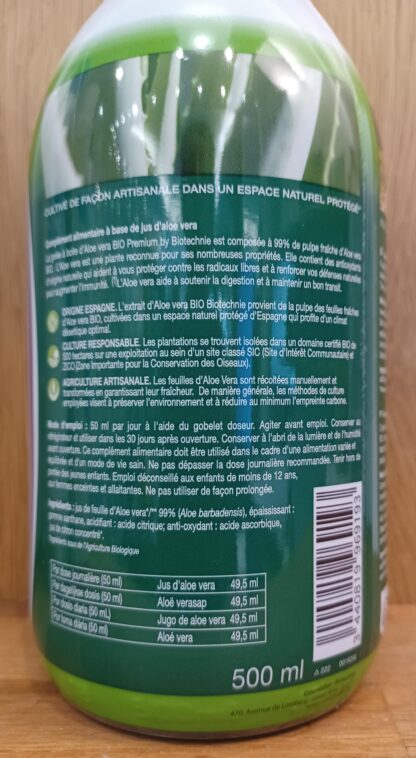 CULTIVÉ DE FAÇON ARTISANALE DANS UN ESPACE NATUREL PROTÉGÉ
Complément alimentaire à base de jus d'aloe vera
La gelée à boire d'Aloe vera BIO Premium by Biotechnie est composée à 99% de pulpe fraîche d'Aloe vera
BIO. L'Aloe vera est une plante reconnue pour ses nombreuses propriétés. Elle contient des antioxydants
d'origine naturelle qui aident à vous protéger contre les radicaux libres et à renforcer vos défenses naturelles
pour augmenter l'immunité. L'Aloe vera aide à soutenir la digestion et à maintenir un bon transit.
ORIGINE ESPAGNE. L'extrait d'Aloe vera BIO Biotechnie provient de la pulpe des feuilles fraîches
d'Aloe vera BIO, cultivées dans un espace naturel protégé d'Espagne qui profite d'un climat
désertique optimal.
CULTURE RESPONSABLE. Les plantations se trouvent isolées dans un domaine certifié BIO de
500 hectares sur une exploitation au sein d'un site classé SIC (Site d'Intérêt Communautaire) et
ZICO (Zone Importante pour la Conservation des Oiseaux).
AGRICULTURE ARTISANALE. Les feuilles d'Aloe Vera sont récoltées manuellement et
transformées en garantissant leur fraîcheur. De manière générale, les méthodes de culture
employées visent à préserver l'environnement et à réduire au minimum l'empreinte carbone.
Mode d'emploi : 50 ml par jour à l'aide du gobelet doseur. Agiter avant emploi. Conserver au
réfrigérateur et utiliser dans les 30 jours après ouverture. Conserver à l'abri de la lumière et de l'humidité
avant ouverture. Ce complément alimentaire doit être utilisé dans le cadre d'une alimentation variée et
équilibrée et d'un mode de vie sain. Ne pas dépasser la dose journalière recommandée. Tenir hors de
portée des jeunes enfants. Emploi déconseillé aux enfants de moins de 12 ans,
aux femmes enceintes et allaitantes. Ne pas utiliser de façon prolongée.
Ingrédients : jus de feuille d'Aloe vera*/** 99% (Aloe barbadensis), épaississant :
gomme xanthane, acidifiant : acide citrique; anti-oxydant : acide ascorbique,
jus de citron concentré*.
*Ingrédients issus de l'Agriculture Biologique
Par dose journalière (50 ml) Jus d'aloe vera 49,5 ml
Per dagelijkse dosis (50 ml) Aloë verasap 49,5 ml
Por dosis diaria (50 mL) Jugo de aloe vera 49,5 ml
Por toma diária (50 ml) Aloé vera 49,5 ml
3 440819 969193
500 ml